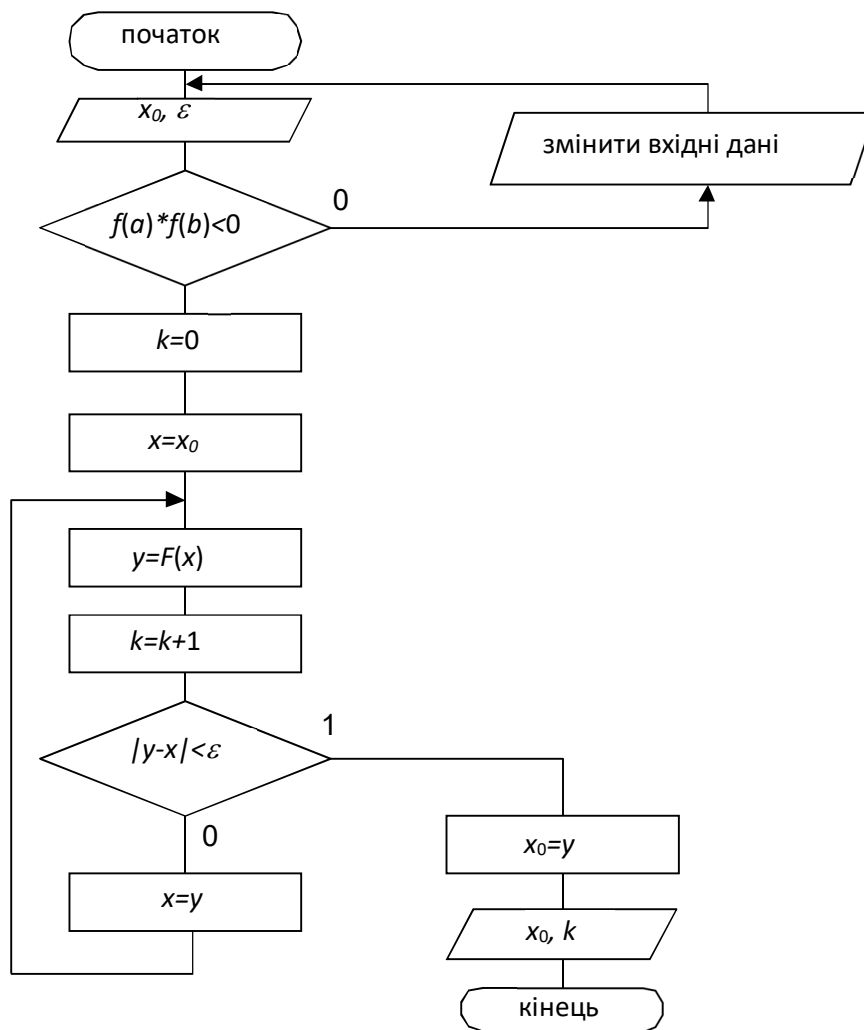 початок
x₀, ε
змінити вхідні дані
0
f(a)*f(b)<0
k=0
x=x₀
y=F(x)
k=k+1
1
|y-x|<ε
0
x₀=y
x=y
x₀, k
кінець